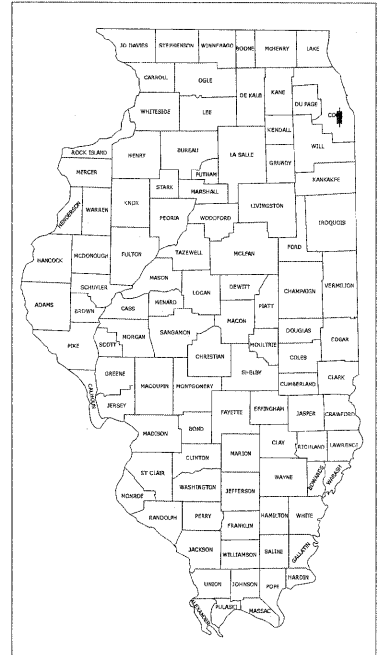 JO DAVIES STEPHENSON WINNEBAGO BOONE MCHENRY LAKE
CARROLL OGLE
DE KALB KANE
DU PAGE
WHITESIDE LEE
KENDALL
WILL
ROCK ISLAND HENRY BUREAU LA SALLE GRUNDY
MERCER PUTNAM KANKAKEE
STARK MARSHALL
HENDERSON WARREN KNOX LIVINGSTON
PEORIA WOODFORD IROQUOIS
HANCOCK MCDONOUGH FULTON TAZEWELL MCLEAN FORD
MASON
SCHUYLER LOGAN DEWITT CHAMPAIGN VERMILION
ADAMS BROWN CASS MENARD PIATT
MACON
MORGAN SANGAMON DOUGLAS
PIKE SCOTT MOULTRIE EDGAR
CHRISTIAN COLES
GREENE SHELBY
CALHOUN MACOUPIN MONTGOMERY CUMBERLAND CLARK
JERSEY FAYETTE EFFINGHAM JASPER CRAWFORD
BOND
MADISON CLAY RICHLAND LAWRENCE
CLINTON MARION
ST CLAIR WAYNE EDWARDS WABASH
WASHINGTON JEFFERSON
MONROE
RANDOLPH PERRY HAMILTON WHITE
FRANKLIN
JACKSON WILLIAMSON SALINE GALLATIN
HARDIN
UNION JOHNSON POPE
ALEXANDER PULASKI MASSAC